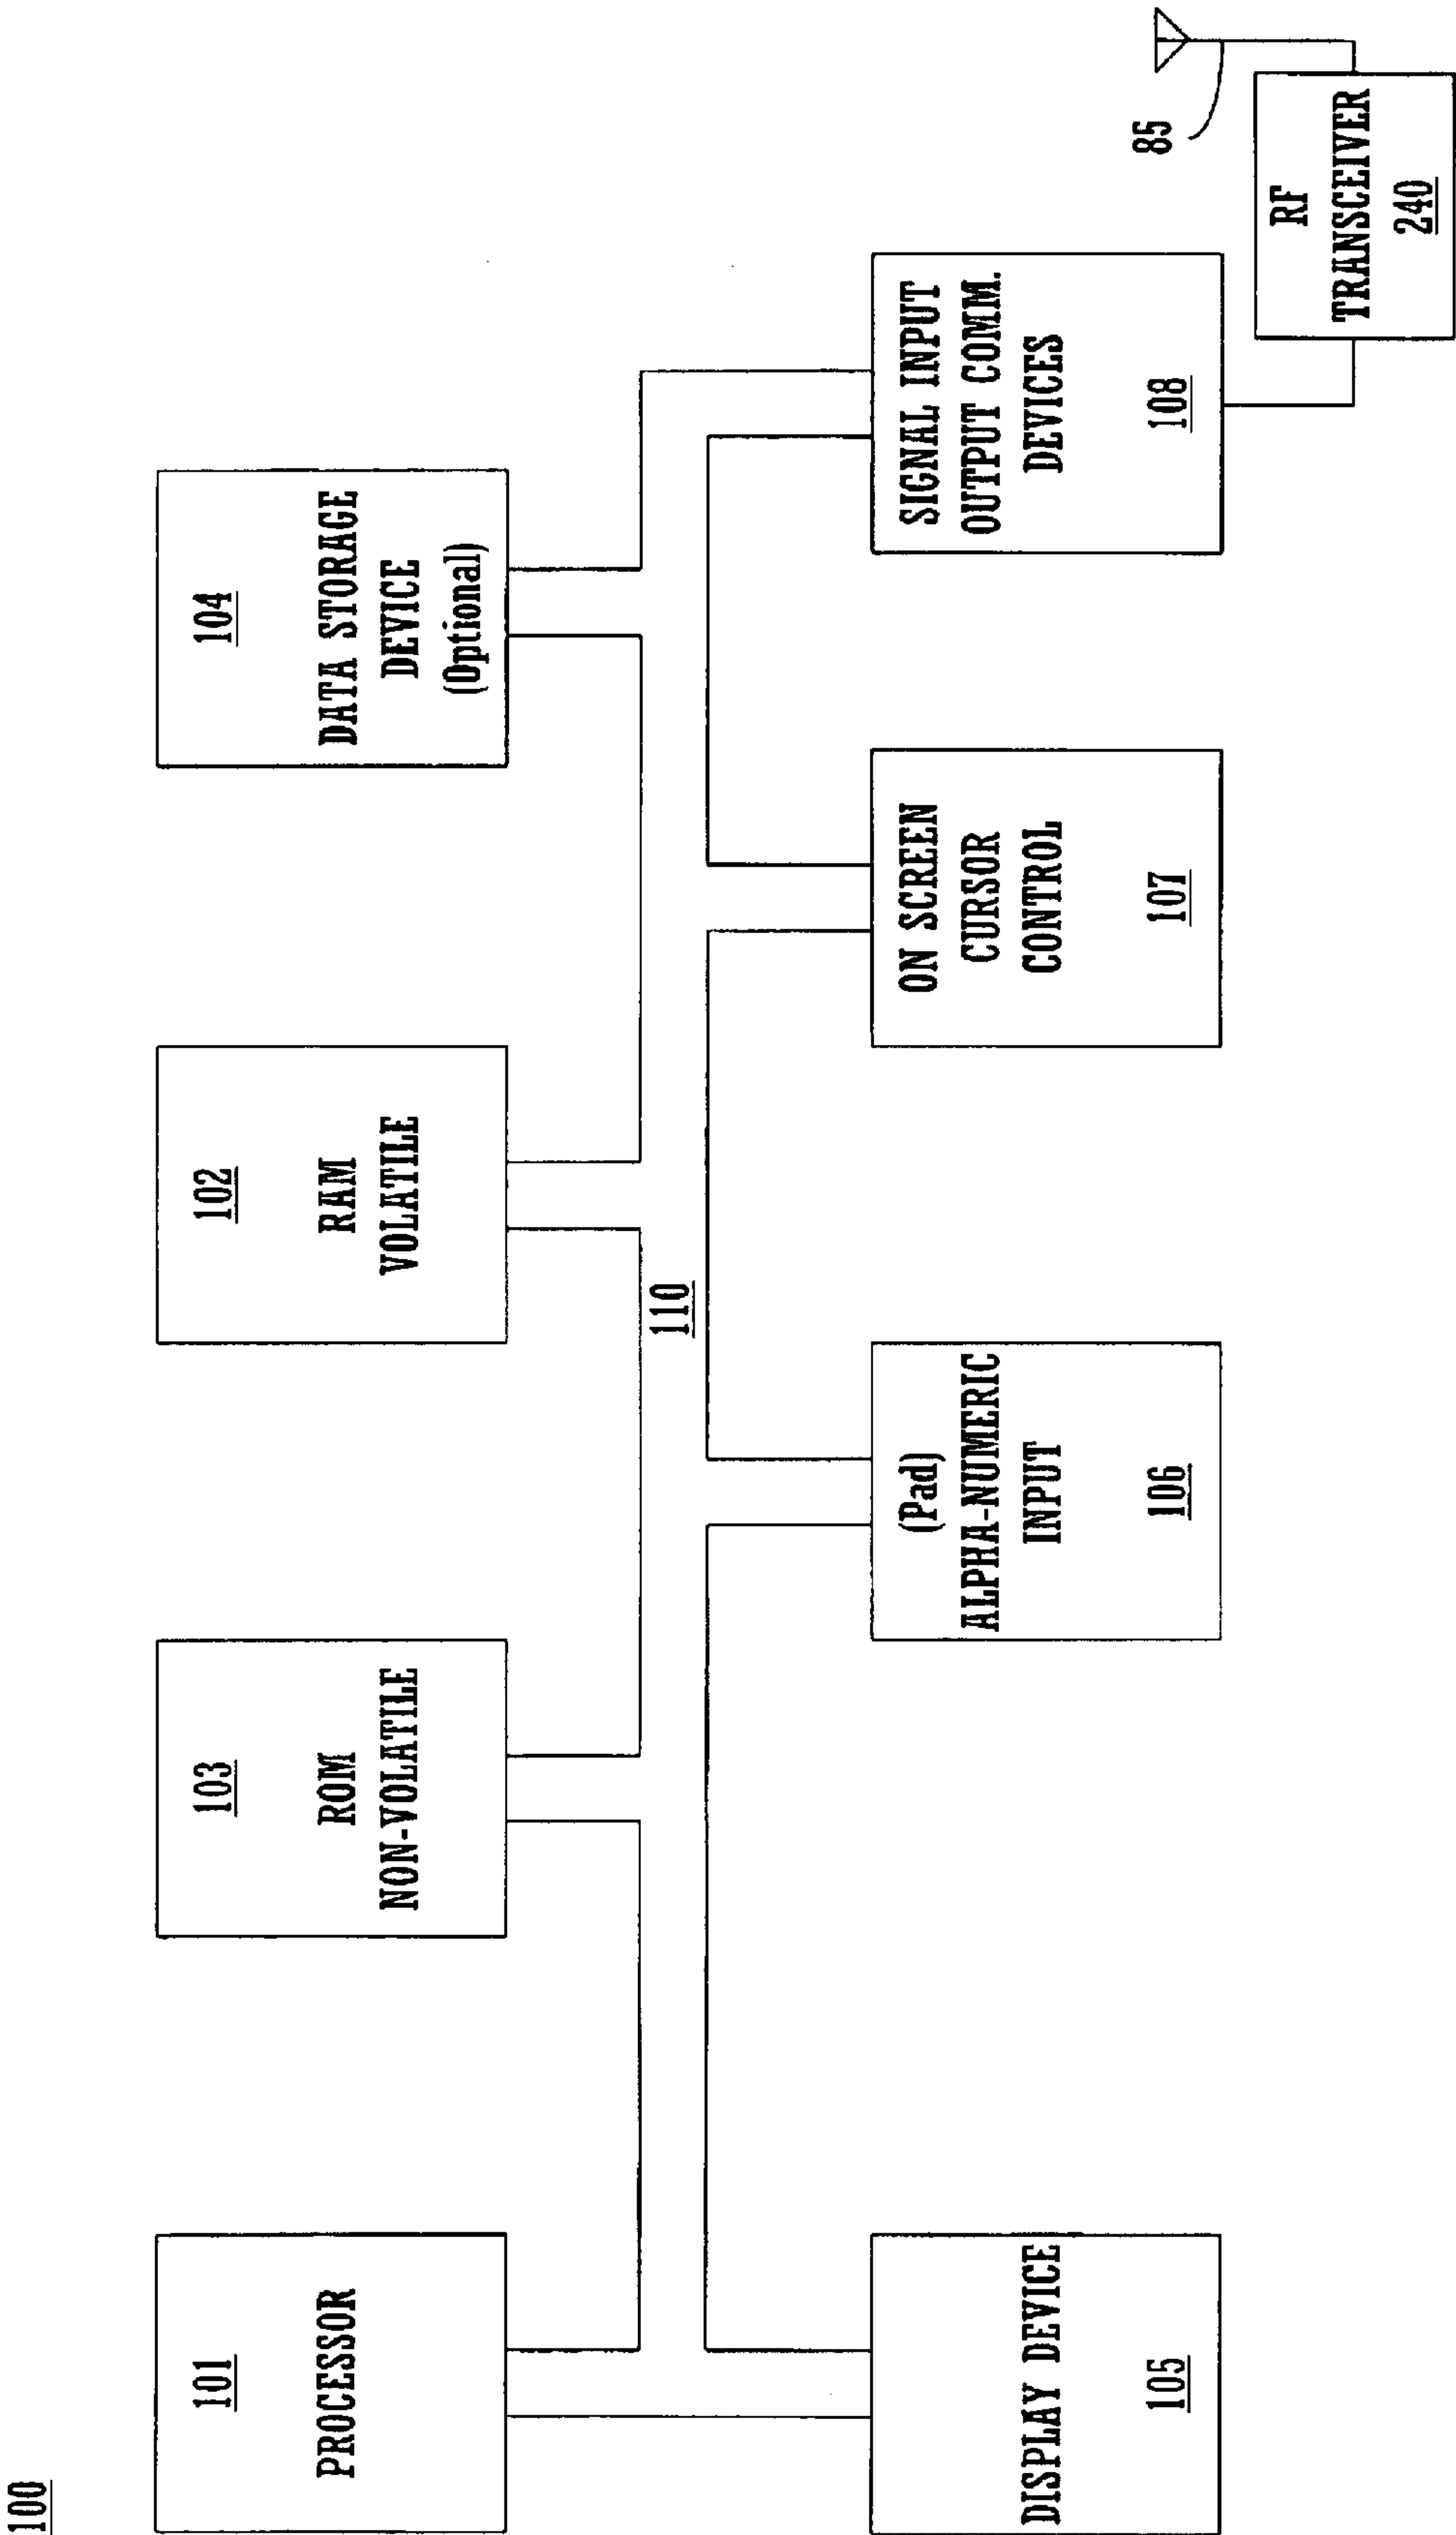 100
101
PROCESSOR
103
ROM
NON-VOLATILE
102
RAM
VOLATILE
104
DATA STORAGE
DEVICE
(Optional)
110
DISPLAY DEVICE
105
(Pad)
ALPHA-NUMERIC
INPUT
106
ON SCREEN
CURSOR
CONTROL
107
SIGNAL INPUT
OUTPUT COMM.
DEVICES
108
85
RF
TRANSCEIVER
240